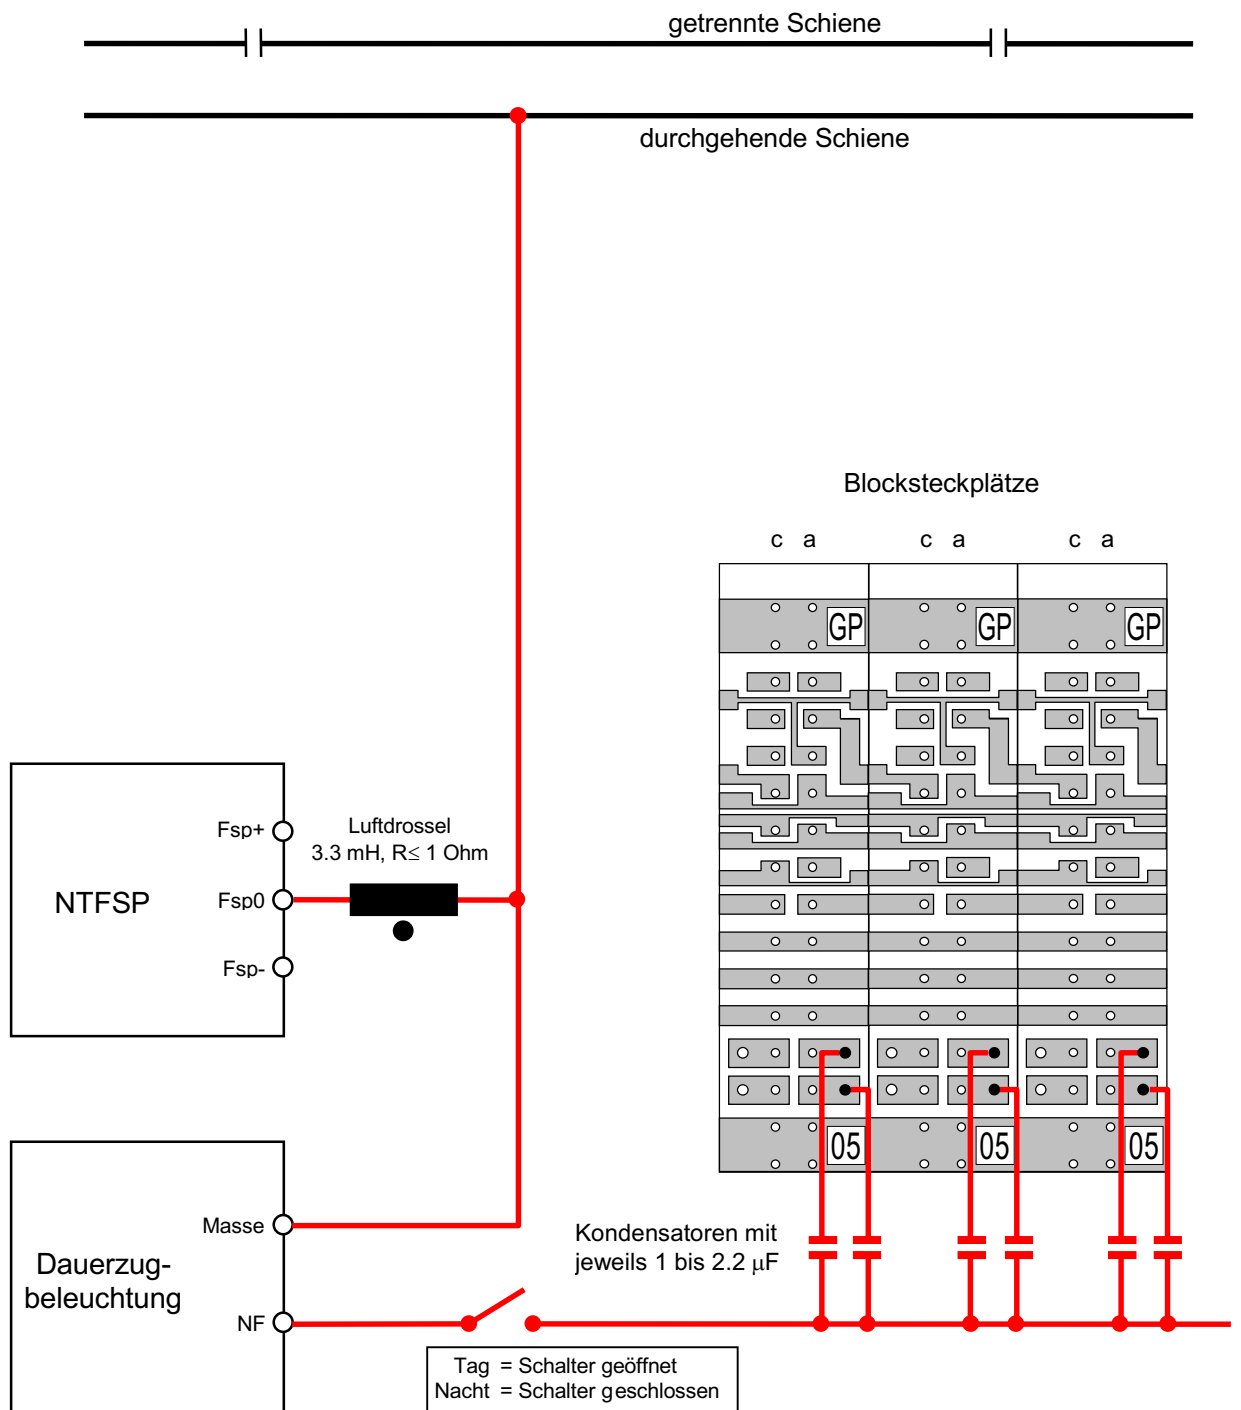 getrennte Schiene
durchgehende Schiene
Blocksteckplätze
c a c a c a
GP GP GP
Fsp+
Luftdrossel
3.3 mH, R≤ 1 Ohm
NTFSP
Fsp0
Fsp-
05 05 05
Masse
Kondensatoren mit
jeweils 1 bis 2.2 μF
Dauerzug-
beleuchtung
NF
Tag = Schalter geöffnet
Nacht = Schalter geschlossen